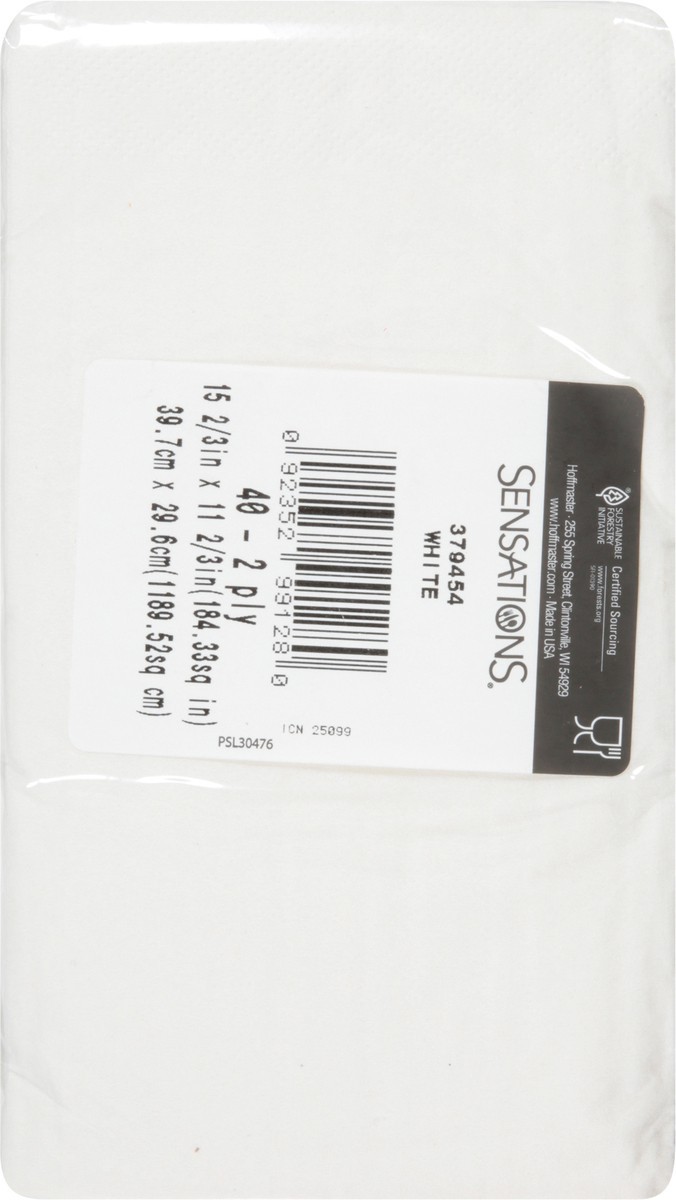 ®
SUSTAINABLE
FORESTRY
INITIATIVE
Certified Sourcing
www.forests.org
Hoffmaster · 255 Spring Street, Clintonville, WI 54929
www.hoffmaster.com · Made in USA
SENSATIONS®
379454
WHITE
0 92352 99128 0
ICN 25099
40 - 2 ply
15 2/3in x 11 2/3in(184.33sq in)
39.7cm x 29.6cm(1189.52sq cm)
PSL30476